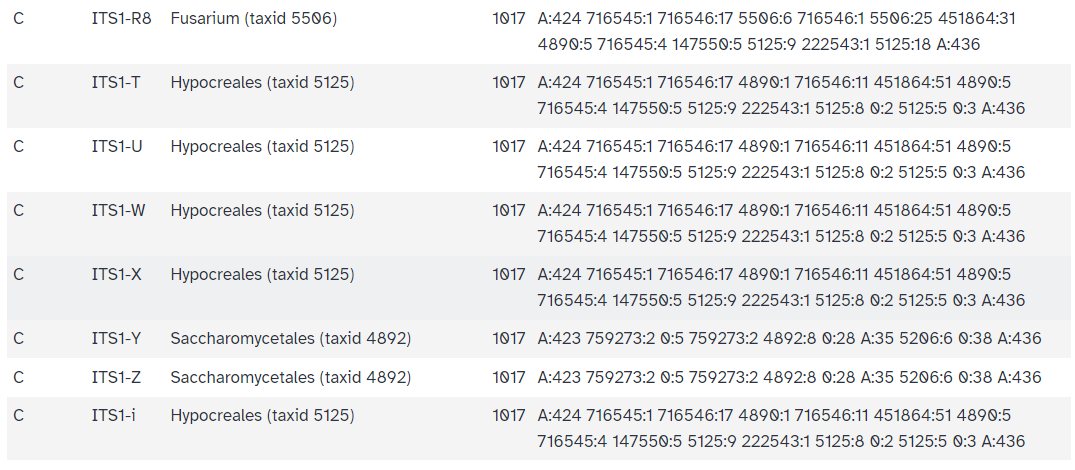 C ITS1-R8 Fusarium (taxid 5506) 1017 A:424 716545:1 716546:17 5506:6 716546:1 5506:25 451864:31
4890:5 716545:4 147550:5 5125:9 222543:1 5125:18 A:436
C ITS1-T Hypocreales (taxid 5125) 1017 A:424 716545:1 716546:17 4890:1 716546:11 451864:51 4890:5
716545:4 147550:5 5125:9 222543:1 5125:8 0:2 5125:5 0:3 A:436
C ITS1-U Hypocreales (taxid 5125) 1017 A:424 716545:1 716546:17 4890:1 716546:11 451864:51 4890:5
716545:4 147550:5 5125:9 222543:1 5125:8 0:2 5125:5 0:3 A:436
C ITS1-W Hypocreales (taxid 5125) 1017 A:424 716545:1 716546:17 4890:1 716546:11 451864:51 4890:5
716545:4 147550:5 5125:9 222543:1 5125:8 0:2 5125:5 0:3 A:436
C ITS1-X Hypocreales (taxid 5125) 1017 A:424 716545:1 716546:17 4890:1 716546:11 451864:51 4890:5
716545:4 147550:5 5125:9 222543:1 5125:8 0:2 5125:5 0:3 A:436
C ITS1-Y Saccharomycetales (taxid 4892) 1017 A:423 759273:2 0:5 759273:2 4892:8 0:28 A:35 5206:6 0:38 A:436
C ITS1-Z Saccharomycetales (taxid 4892) 1017 A:423 759273:2 0:5 759273:2 4892:8 0:28 A:35 5206:6 0:38 A:436
C ITS1-i Hypocreales (taxid 5125) 1017 A:424 716545:1 716546:17 4890:1 716546:11 451864:51 4890:5
716545:4 147550:5 5125:9 222543:1 5125:8 0:2 5125:5 0:3 A:436